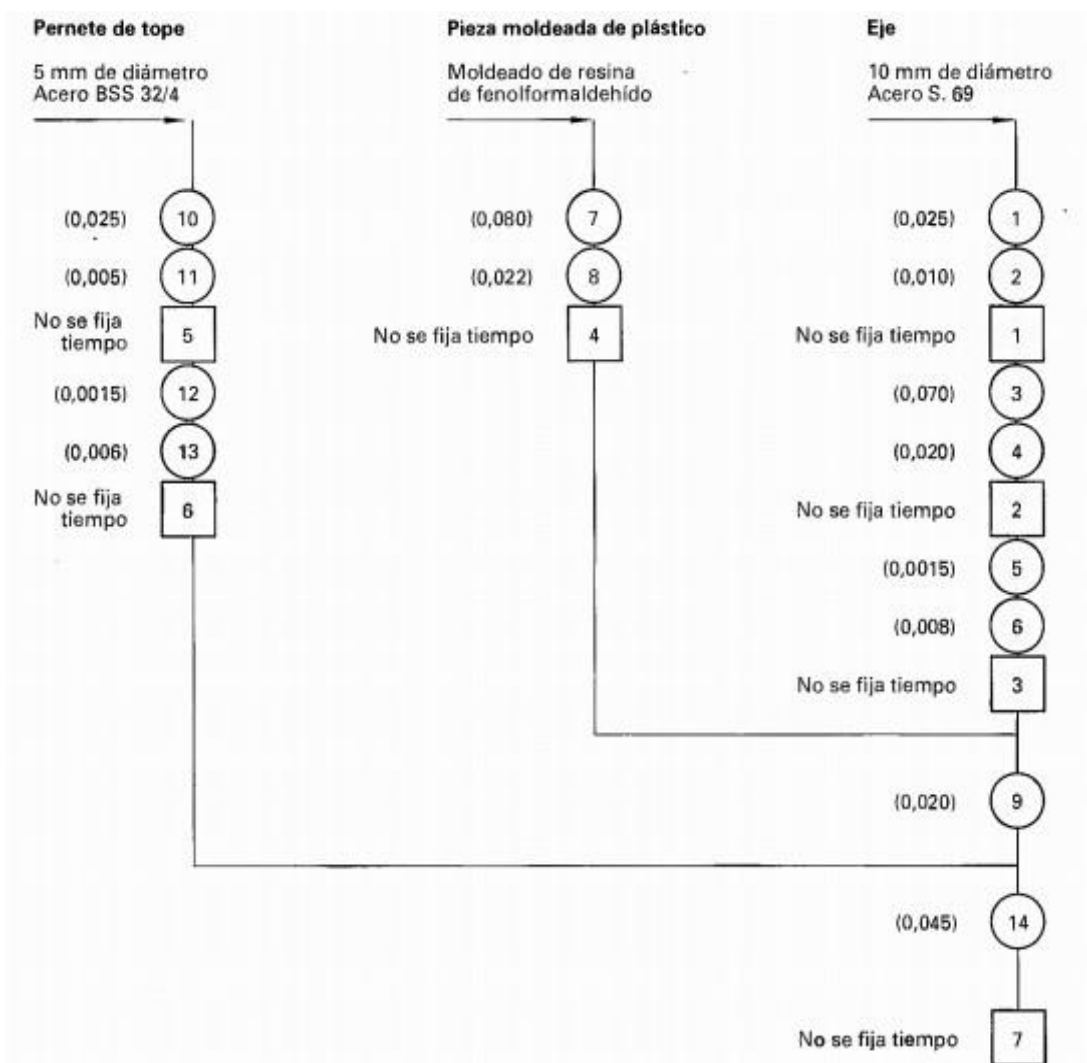 Pernete de tope
5 mm de diámetro
Acero BSS 32/4
(0,025) 10
(0,005) 11
No se fija
tiempo 5
(0,0015) 12
(0,006) 13
No se fija
tiempo 6
Pieza moldeada de plástico
Moldeado de resina
de fenolformaldehído
(0,080) 7
(0,022) 8
No se fija tiempo 4
Eje
10 mm de diámetro
Acero S. 69
(0,025) 1
(0,010) 2
No se fija tiempo 1
(0,070) 3
(0,020) 4
No se fija tiempo 2
(0,0015) 5
(0,008) 6
No se fija tiempo 3
(0,020) 9
(0,045) 14
No se fija tiempo 7